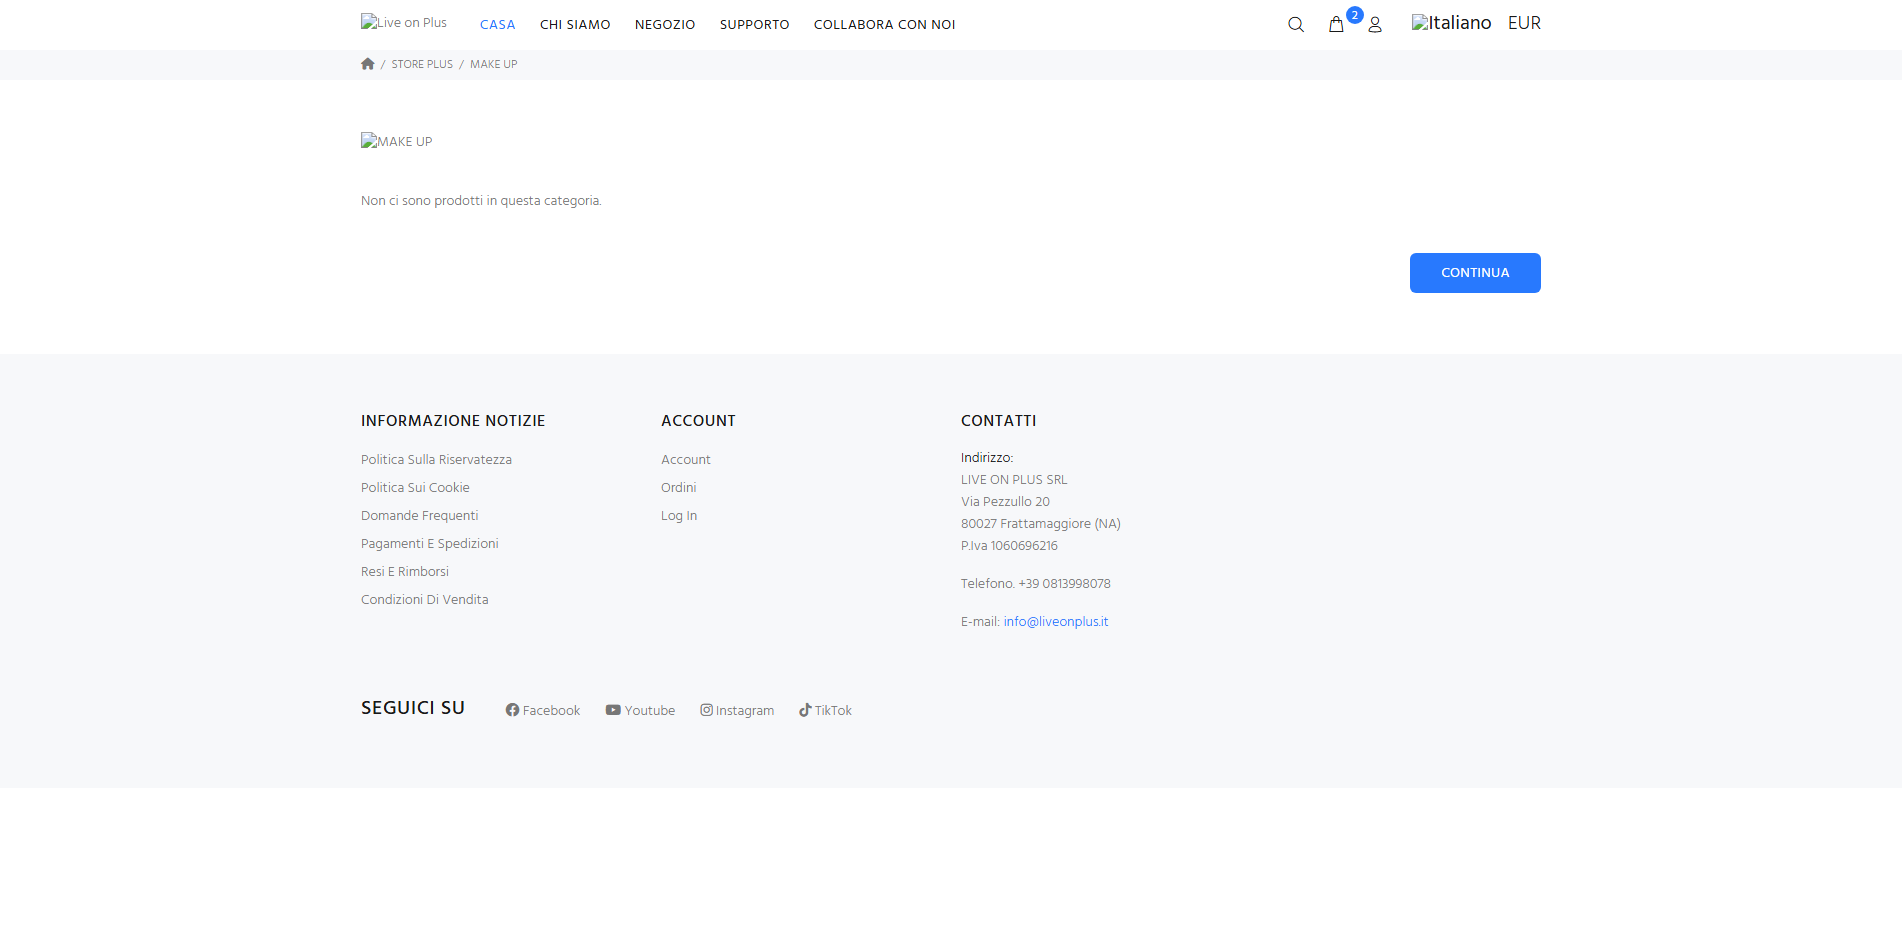 Live on Plus CASA CHI SIAMO NEGOZIO SUPPORTO COLLABORA CON NOI 2 Italiano EUR
/ STORE PLUS / MAKE UP
MAKE UP
Non ci sono prodotti in questa categoria.
CONTINUA
INFORMAZIONE NOTIZIE
Politica Sulla Riservatezza
Politica Sui Cookie
Domande Frequenti
Pagamenti E Spedizioni
Resi E Rimborsi
Condizioni Di Vendita
ACCOUNT
Account
Ordini
Log In
CONTATTI
Indirizzo:
LIVE ON PLUS SRL
Via Pezzullo 20
80027 Frattamaggiore (NA)
P.Iva 1060696216
Telefono. +39 0813998078
E-mail: info@liveonplus.it
SEGUICI SU Facebook Youtube Instagram TikTok